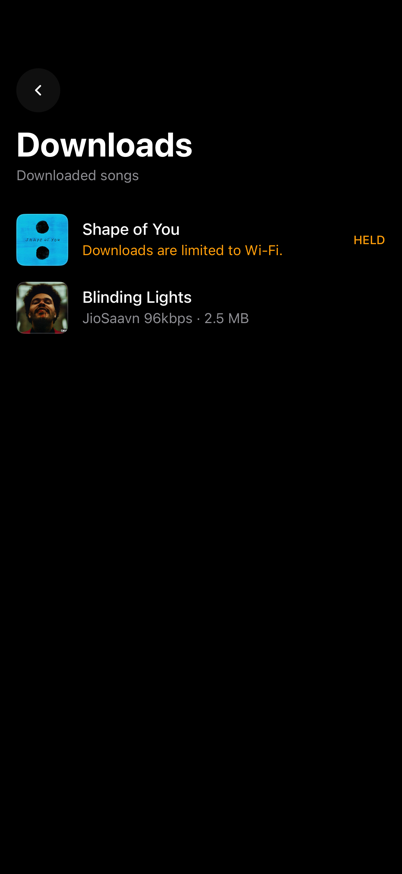 Downloads
Downloaded songs
Shape of You
Downloads are limited to Wi-Fi.
HELD
Blinding Lights
JioSaavn 96kbps · 2.5 MB